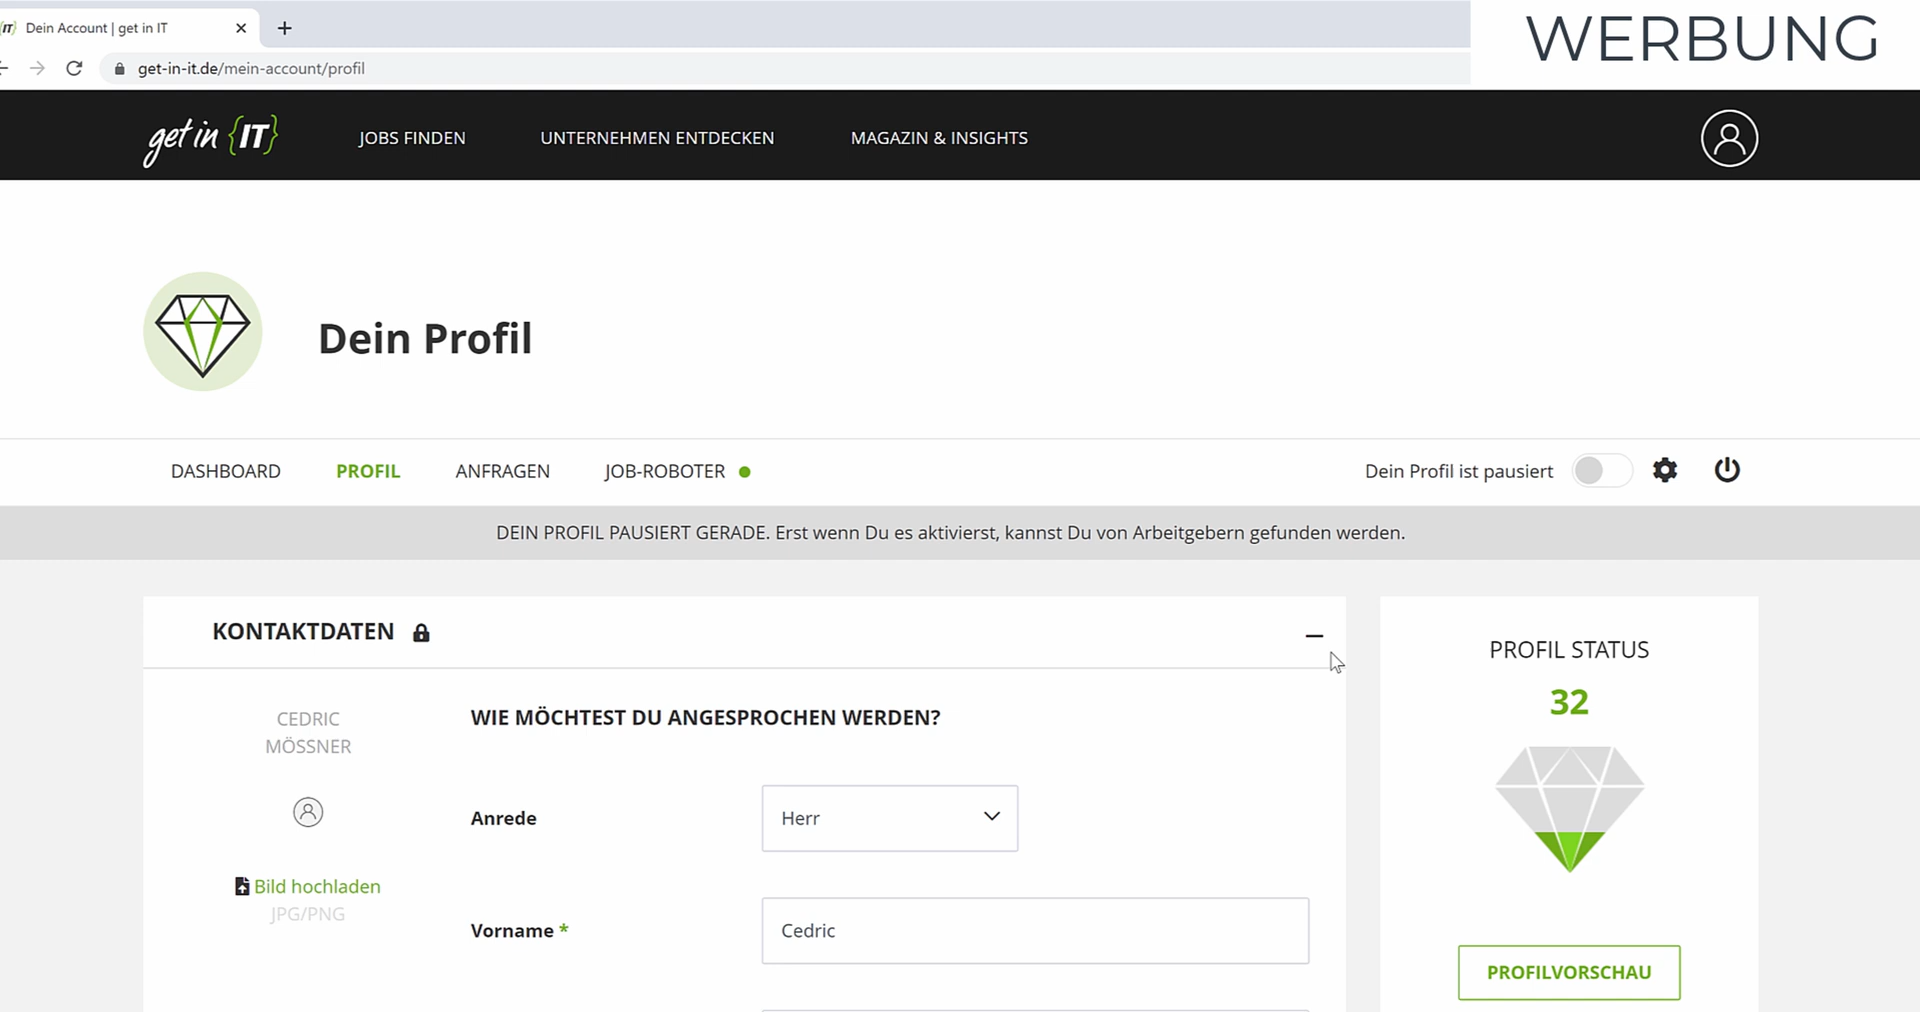 Dein Account | get in IT
WERBUNG
get-in-it.de/mein-account/profil
get in {IT}
JOBS FINDEN
UNTERNEHMEN ENTDECKEN
MAGAZIN & INSIGHTS
Dein Profil
DASHBOARD
PROFIL
ANFRAGEN
JOB-ROBOTER
Dein Profil ist pausiert
DEIN PROFIL PAUSIERT GERADE. Erst wenn Du es aktivierst, kannst Du von Arbeitgebern gefunden werden.
KONTAKTDATEN
CEDRIC
MÖSSNER
Bild hochladen
JPG/PNG
WIE MÖCHTEST DU ANGESPROCHEN WERDEN?
Anrede
Herr
Vorname *
Cedric
PROFIL STATUS
32
PROFILVORSCHAU